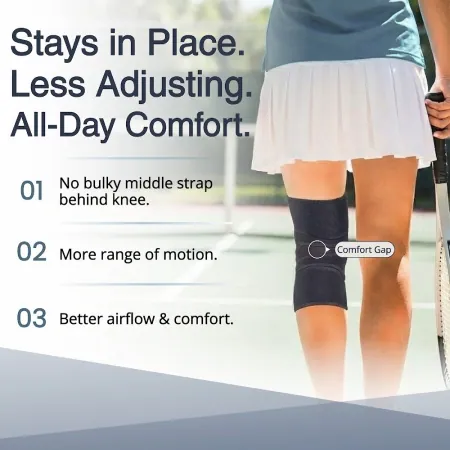 Stays in Place.
Less Adjusting.
All-Day Comfort.
01 No bulky middle strap
behind knee.
02 More range of motion.
03 Better airflow & comfort.
Comfort Gap